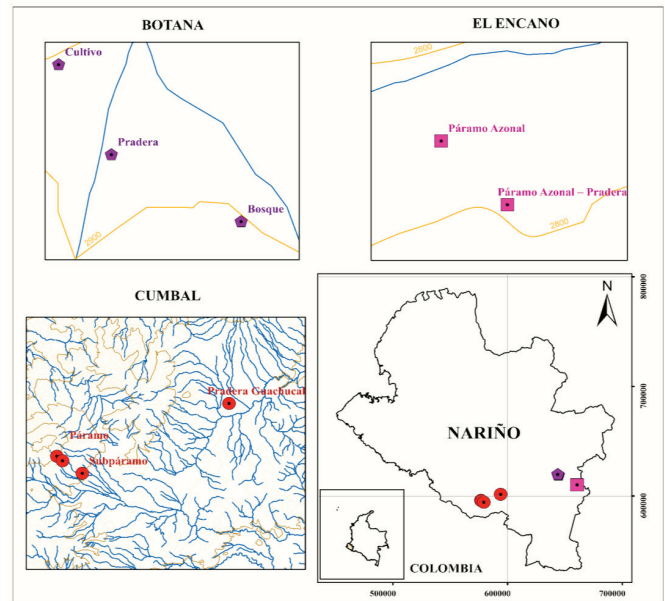 BOTANA
Cultivo
Pradera
Bosque
2900
EL ENCANO
2800
Páramo Azonal
Páramo Azonal – Pradera
2800
CUMBAL
Pradera Guachucal
Páramo
Subpáramo
N
NARIÑO
COLOMBIA
800000
700000
600000
500000
600000
700000